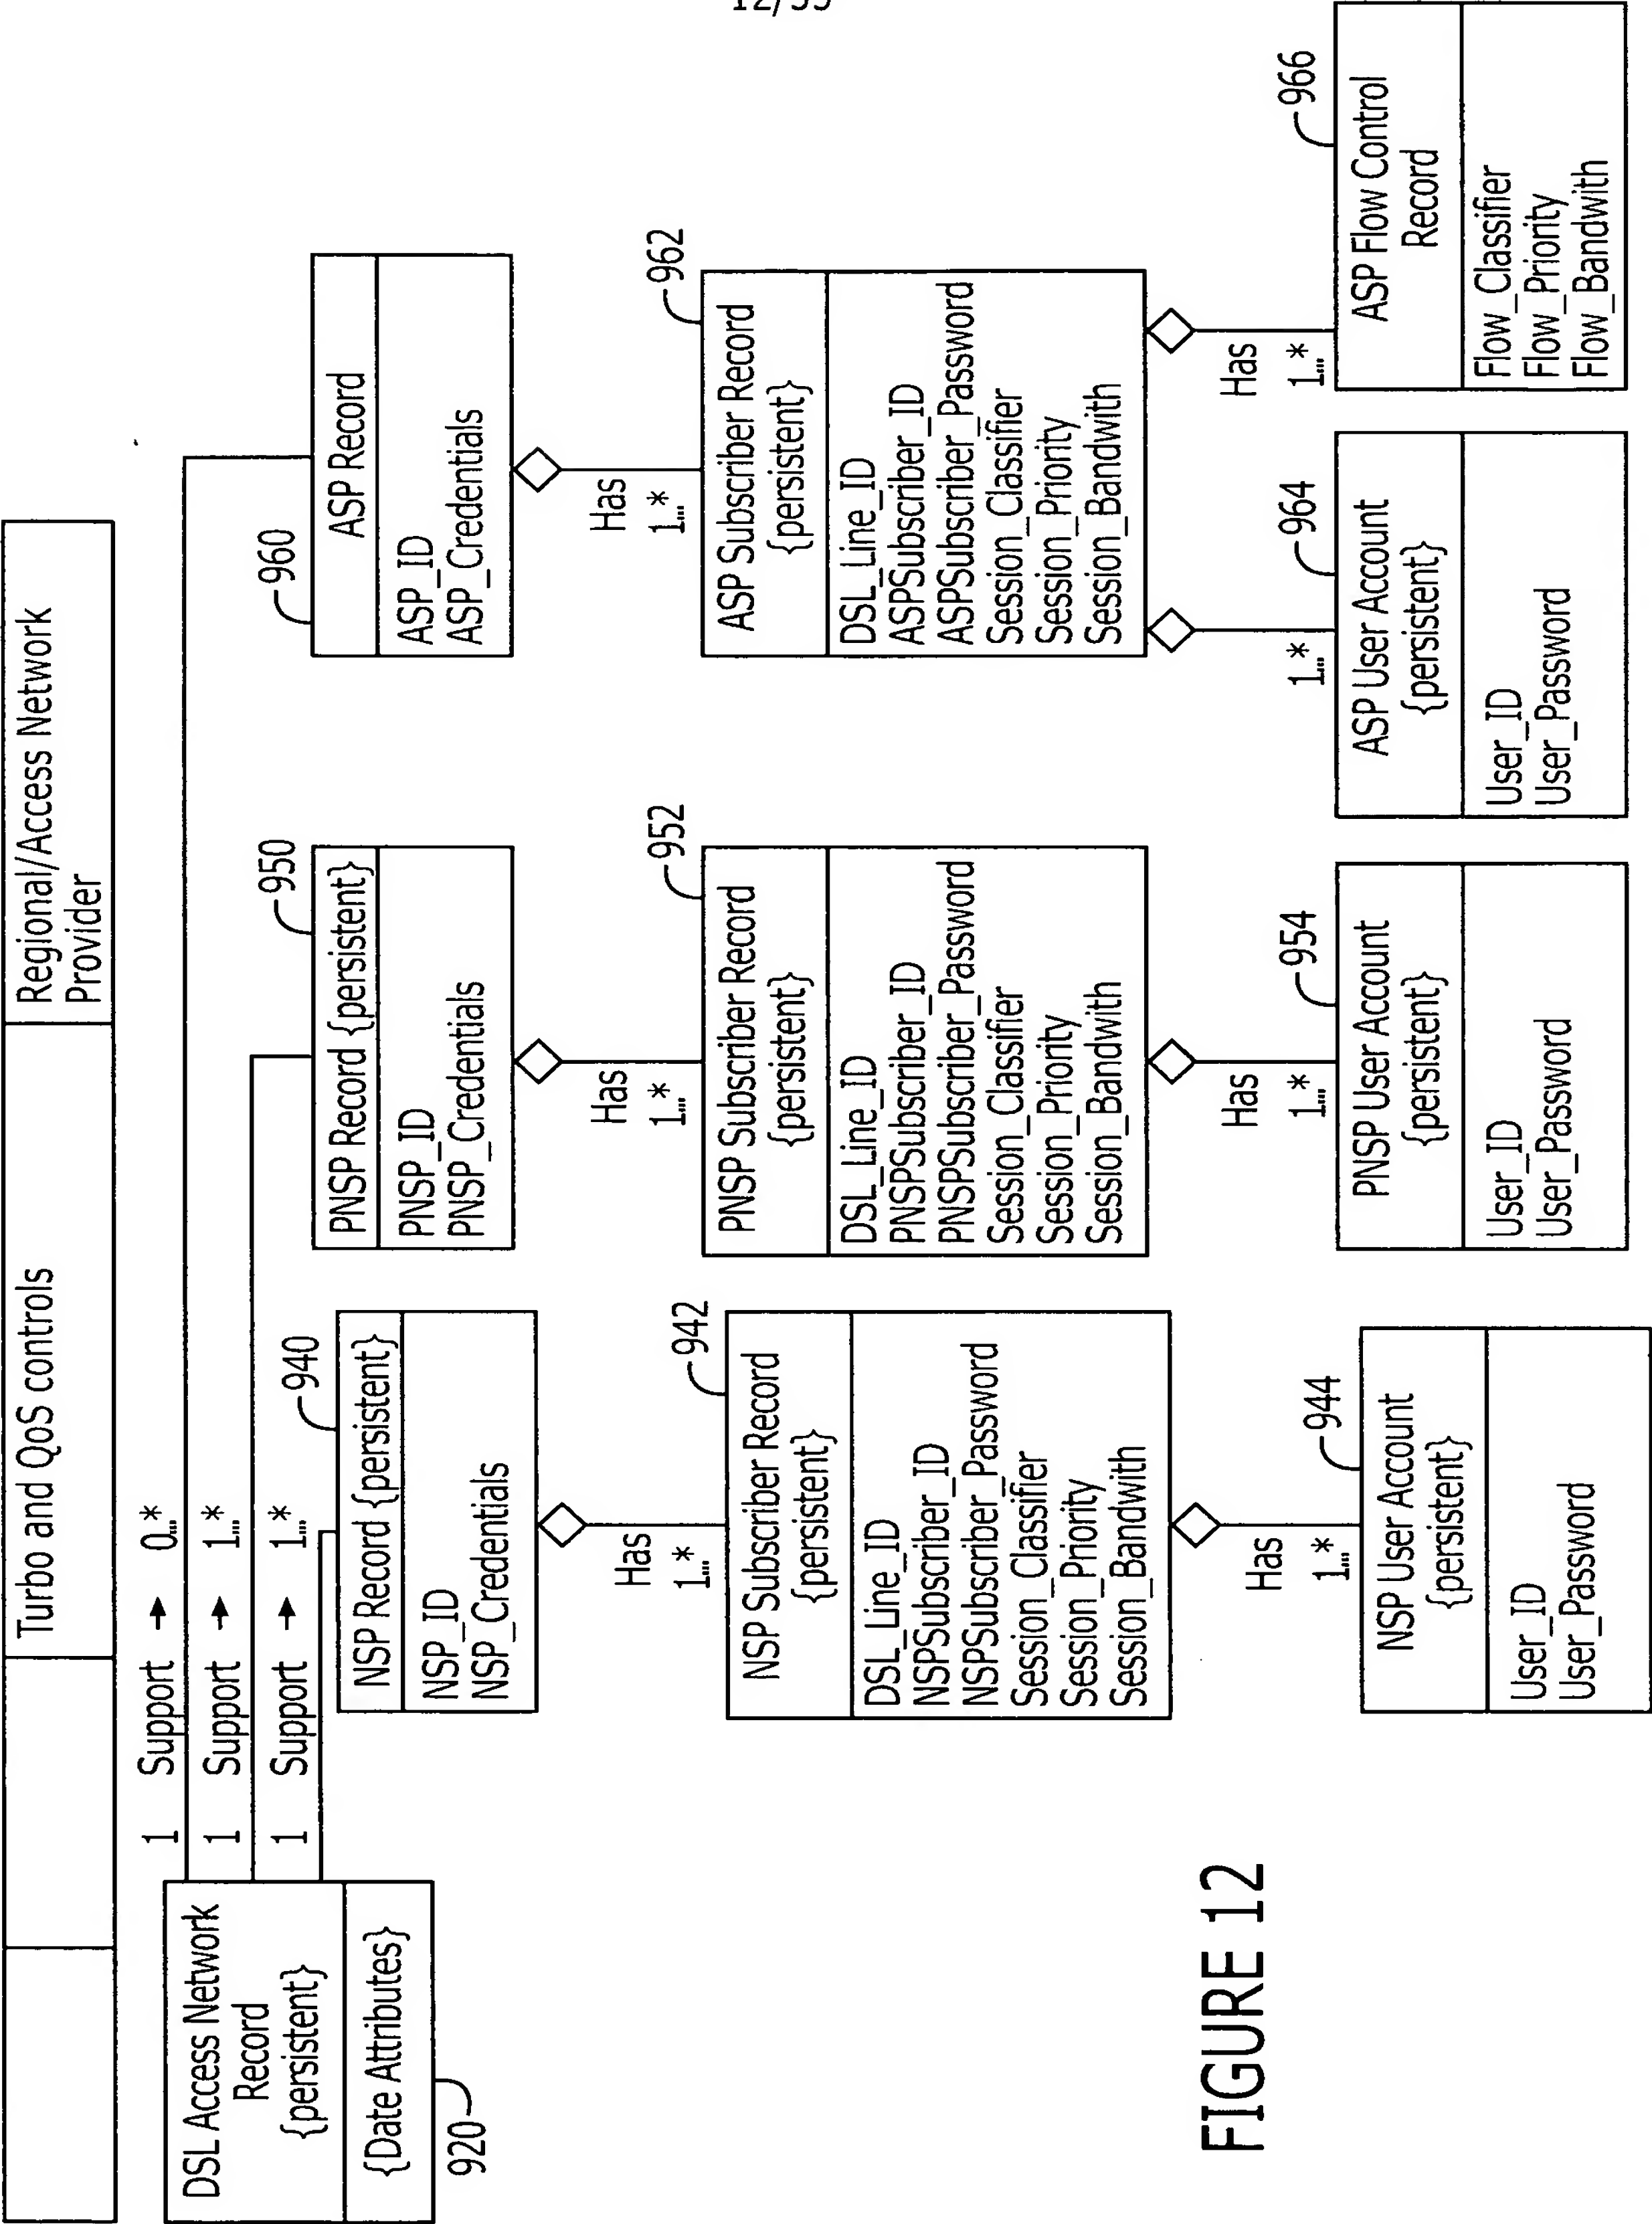 12/35
Turbo and QoS controls
Regional/Access Network
Provider
DSL Access Network
Record
{persistent}
{Date Attributes}
920
1 Support 0...*
1 Support 1...*
1 Support 1...*
940
NSP Record {persistent}
NSP_ID
NSP_Credentials
Has
1...*
942
NSP Subscriber Record
{persistent}
DSL_Line_ID
NSPSubscriber_ID
NSPSubscriber_Password
Session_Classifier
Session_Priority
Session_Bandwith
Has
1...*
944
NSP User Account
{persistent}
User_ID
User_Password
950
PNSP Record {persistent}
PNSP_ID
PNSP_Credentials
Has
1...*
952
PNSP Subscriber Record
{persistent}
DSL_Line_ID
PNSPSubscriber_ID
PNSPSubscriber_Password
Session_Classifier
Session_Priority
Session_Bandwith
Has
1...*
954
PNSP User Account
{persistent}
User_ID
User_Password
960
ASP Record
ASP_ID
ASP_Credentials
Has
1...*
962
ASP Subscriber Record
{persistent}
DSL_Line_ID
ASPSubscriber_ID
ASPSubscriber_Password
Session_Classifier
Session_Priority
Session_Bandwith
1...*
964
ASP User Account
{persistent}
User_ID
User_Password
Has
1...*
966
ASP Flow Control
Record
Flow_Classifier
Flow_Priority
Flow_Bandwith
FIGURE 12